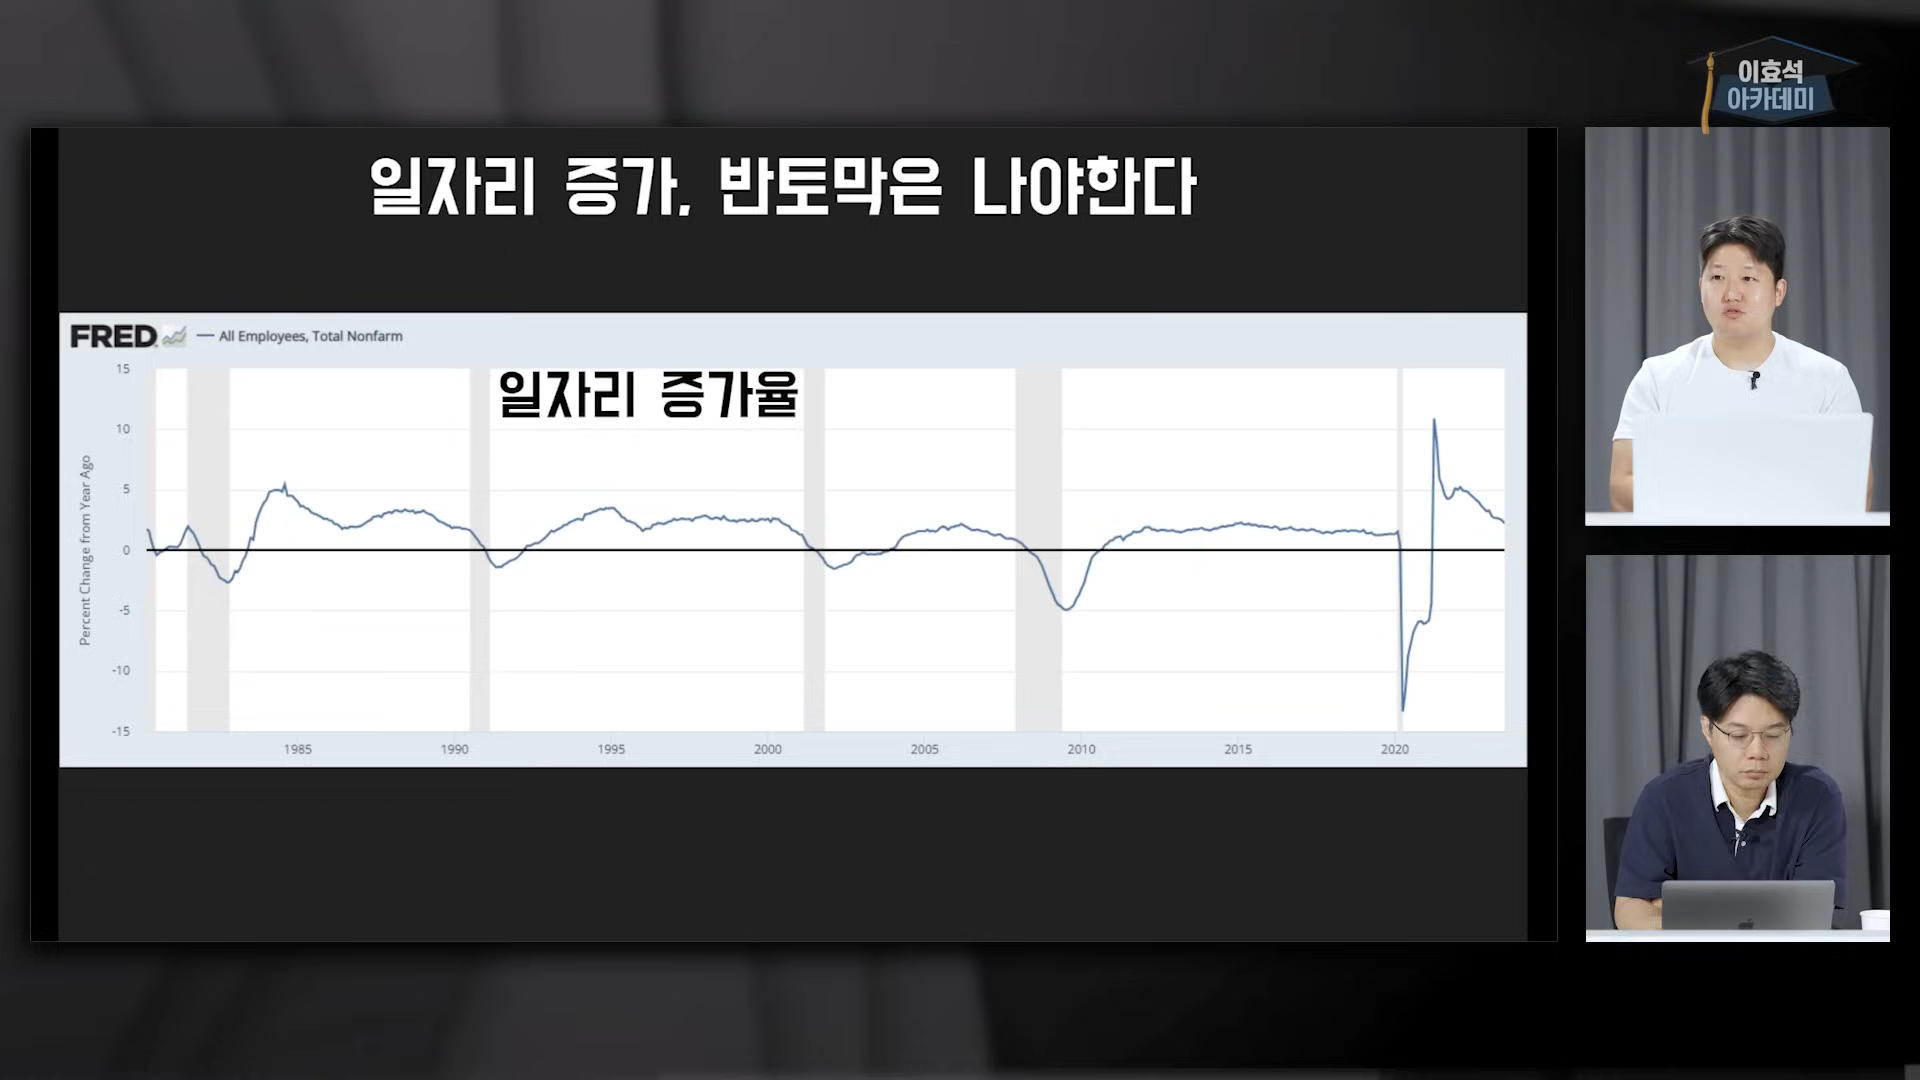 이효석
아카데미
일자리 증가, 반토막은 나야한다
FRED
All Employees, Total Nonfarm
일자리 증가율
Percent Change from Year Ago
15
10
5
0
-5
-10
-15
1985
1990
1995
2000
2005
2010
2015
2020